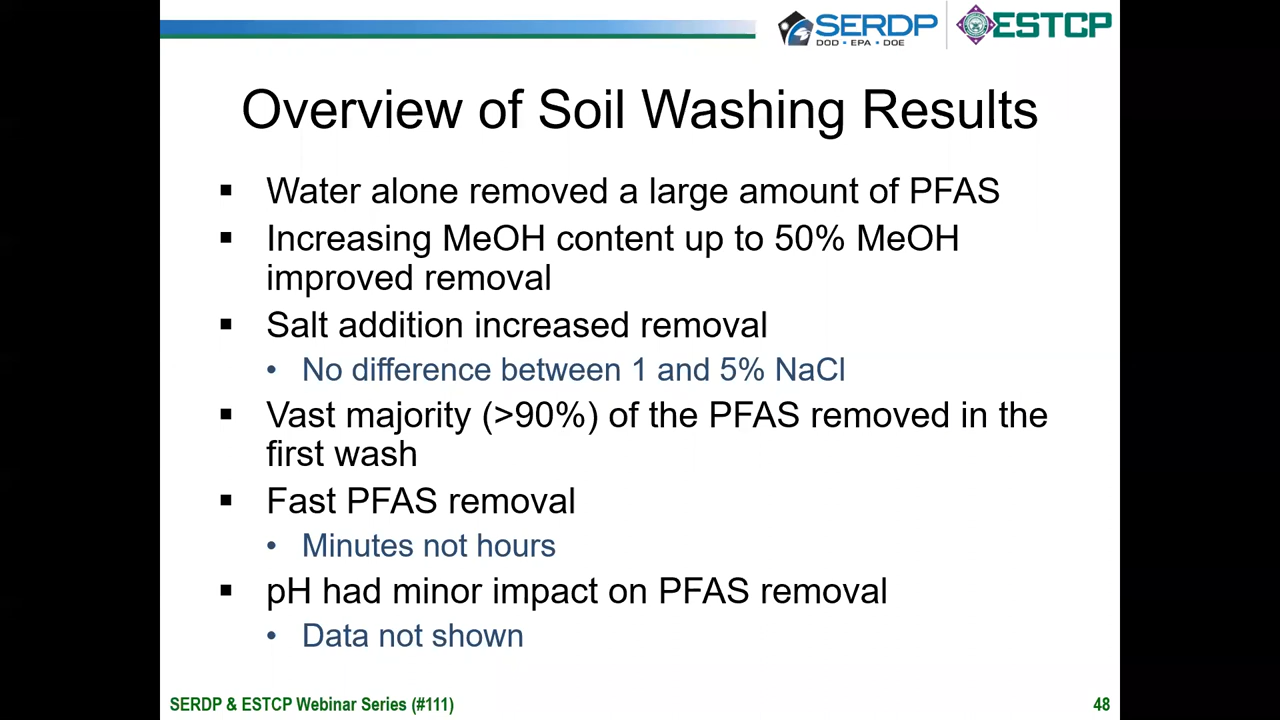 SERDP
DOD • EPA • DOE
ESTCP
Overview of Soil Washing Results
▪ Water alone removed a large amount of PFAS
▪ Increasing MeOH content up to 50% MeOH
improved removal
▪ Salt addition increased removal
• No difference between 1 and 5% NaCl
▪ Vast majority (>90%) of the PFAS removed in the
first wash
▪ Fast PFAS removal
• Minutes not hours
▪ pH had minor impact on PFAS removal
• Data not shown
SERDP & ESTCP Webinar Series (#111)
48